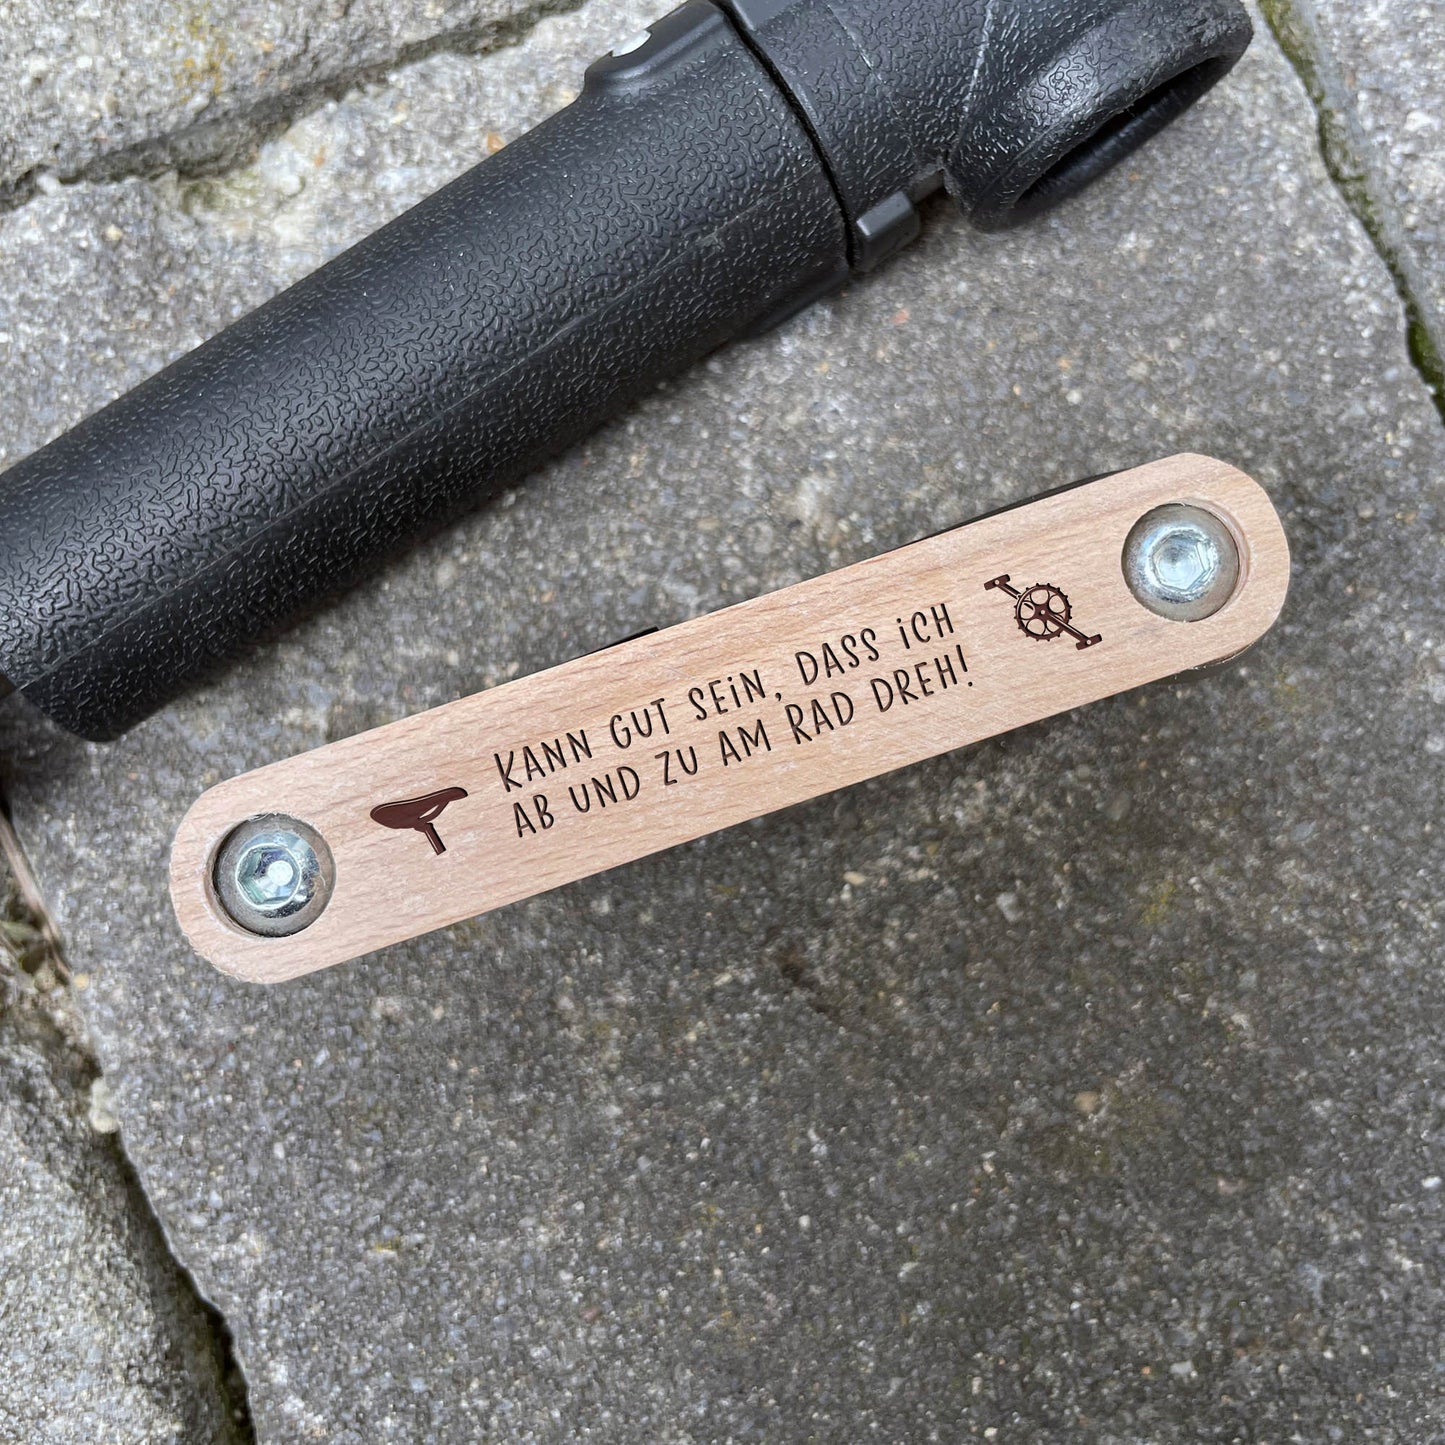 KANN GUT SEiN, DASS iCH
AB UND ZU AM RAD DREH!